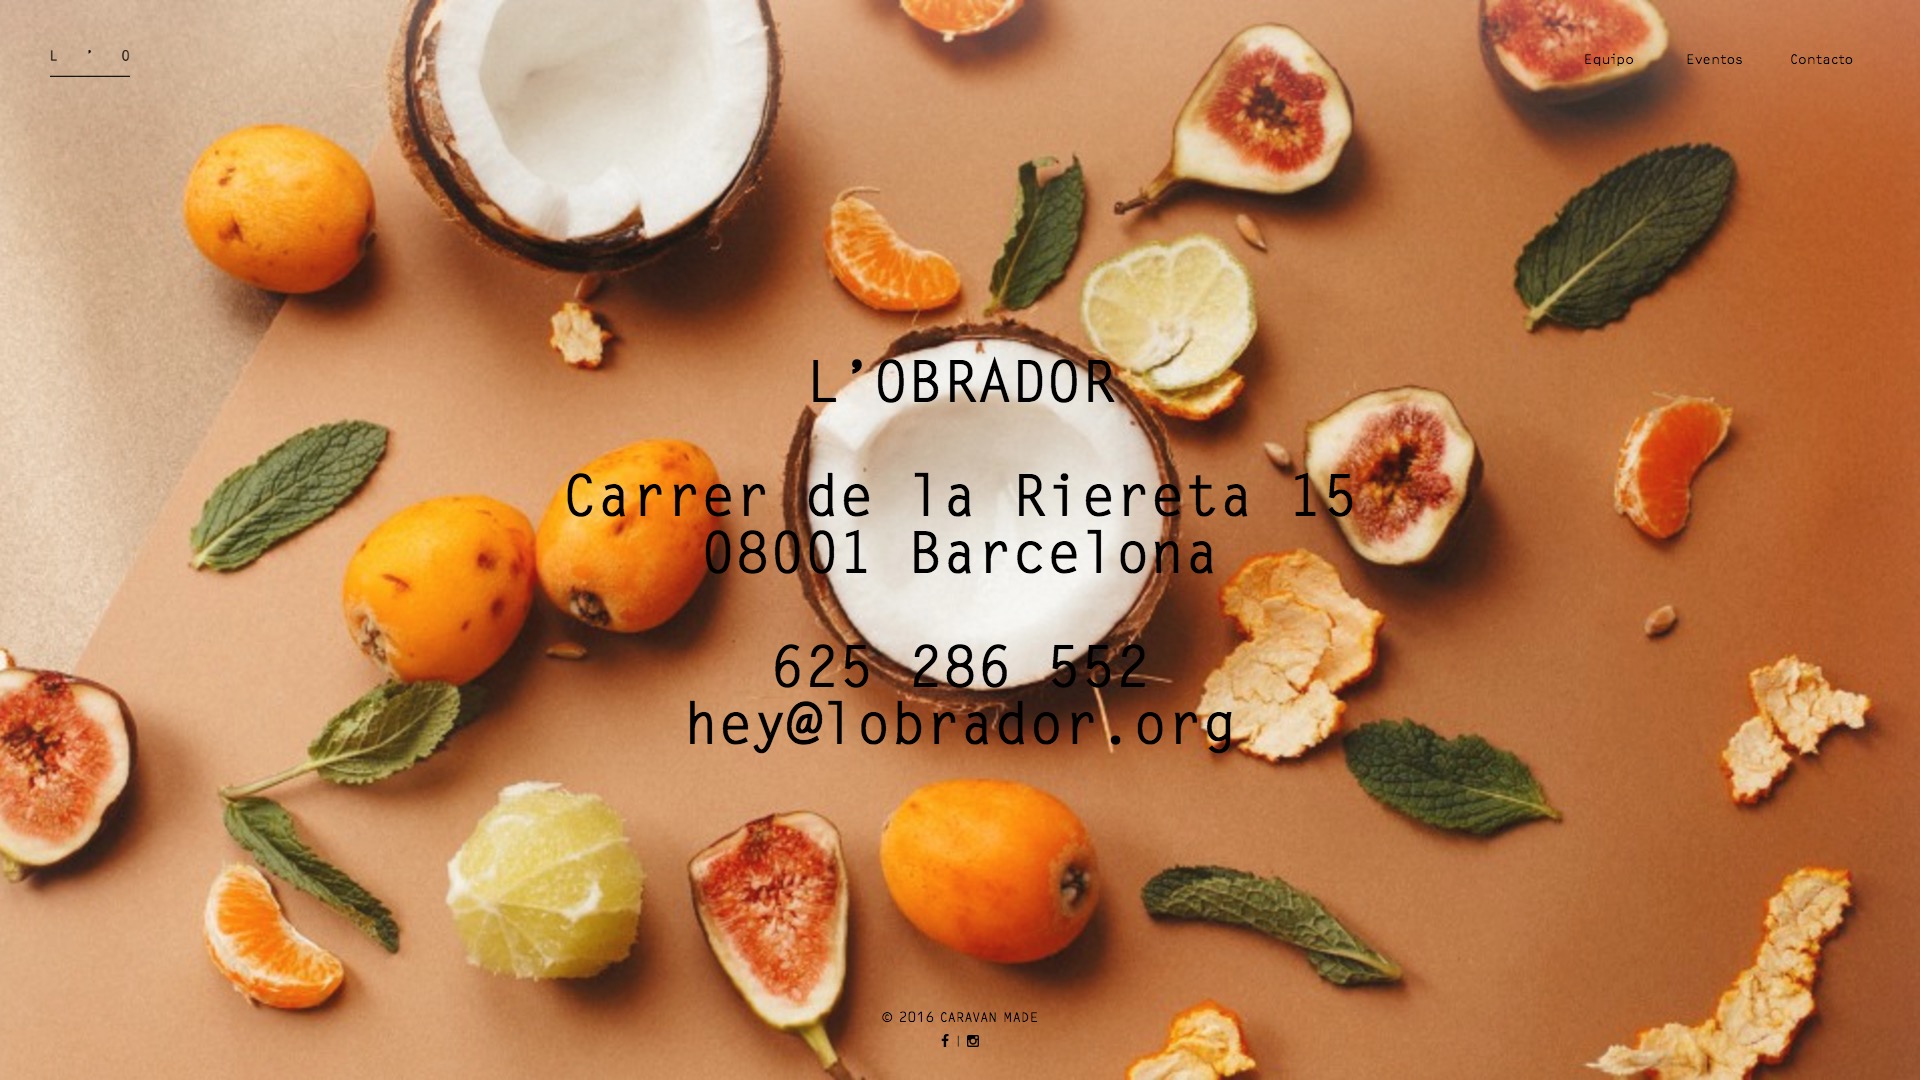 L ’ O
Equipo Eventos Contacto
L’OBRADOR
Carrer de la Riereta 15
08001 Barcelona
625 286 552
hey@lobrador.org
© 2016 CARAVAN MADE
|